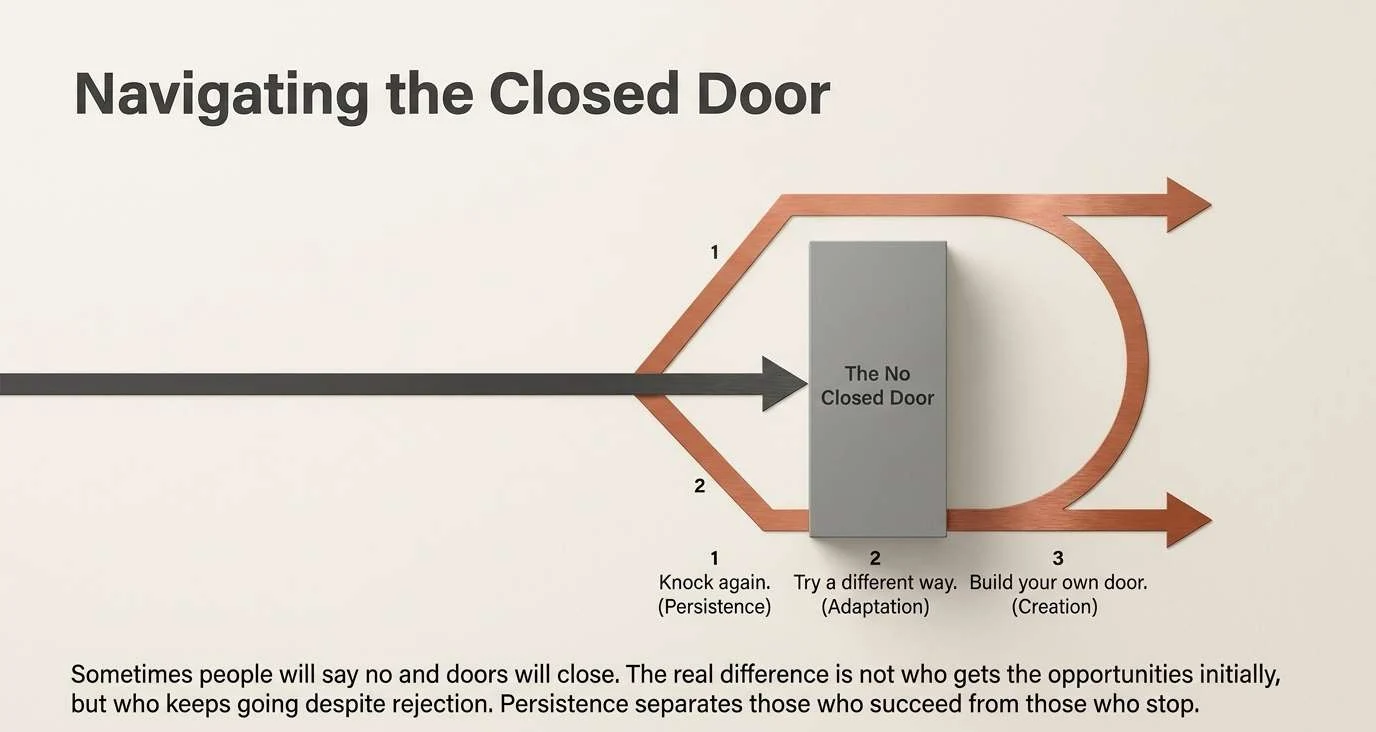 Navigating the Closed Door
1
The No
Closed Door
2
1
Knock again.
(Persistence)
2
Try a different way.
(Adaptation)
3
Build your own door.
(Creation)
Sometimes people will say no and doors will close. The real difference is not who gets the opportunities initially,
but who keeps going despite rejection. Persistence separates those who succeed from those who stop.